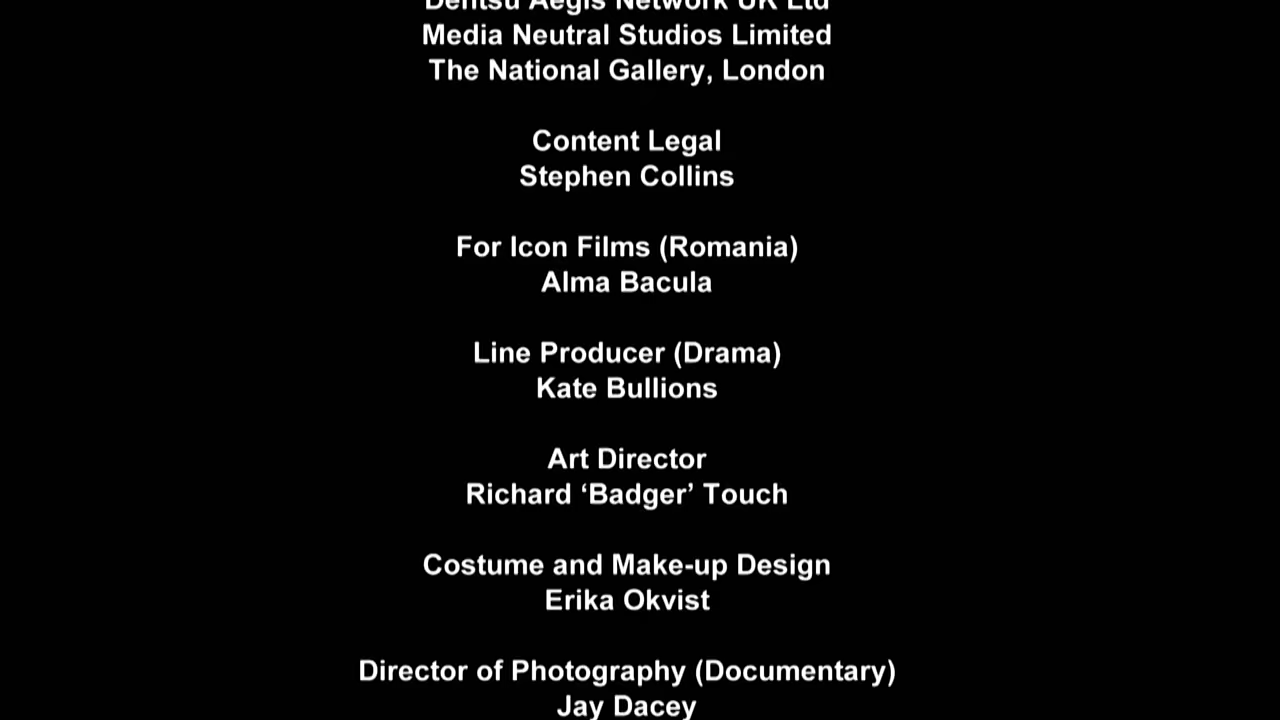 Dentsu Aegis Network UK Ltd
Media Neutral Studios Limited
The National Gallery, London
Content Legal
Stephen Collins
For Icon Films (Romania)
Alma Bacula
Line Producer (Drama)
Kate Bullions
Art Director
Richard ‘Badger’ Touch
Costume and Make-up Design
Erika Okvist
Director of Photography (Documentary)
Jay Dacey